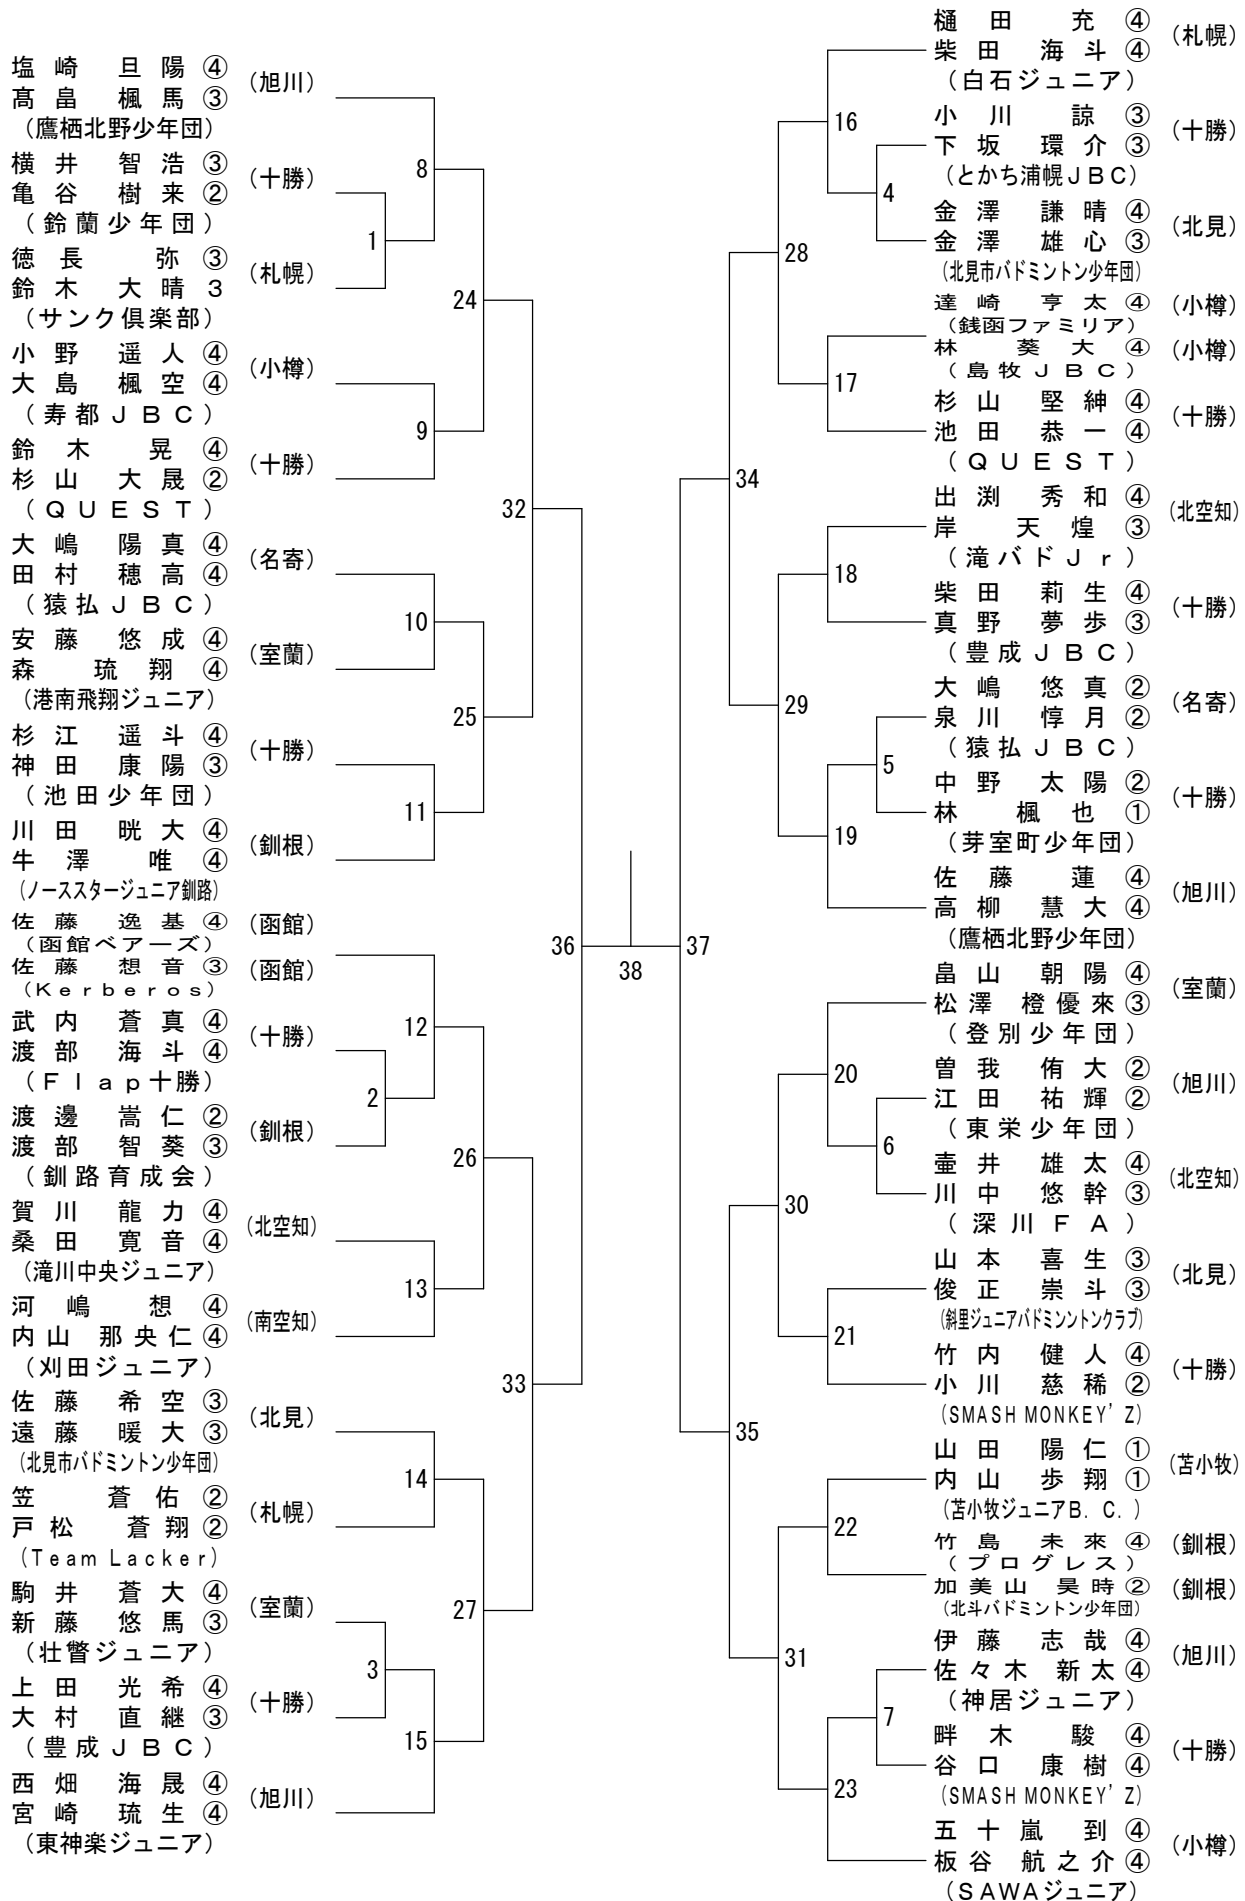 塩崎 旦陽④ (旭川)
髙畠 楓馬③
(鷹栖北野少年団)
横井 智浩③ (十勝)
亀谷 樹来②
(鈴蘭少年団)
徳長 弥③ (札幌)
鈴木 大晴3
(サンク倶楽部)
小野 遥人④ (小樽)
大島 楓空④
(寿都JBC)
鈴木 晃④ (十勝)
杉山 大晟②
(QUEST)
大嶋 陽真④ (名寄)
田村 穂高④
(猿払JBC)
安藤 悠成④ (室蘭)
森 琉翔④
(港南飛翔ジュニア)
杉江 遥斗④ (十勝)
神田 康陽③
(池田少年団)
川田 晄大④ (釧根)
牛澤 唯④
(ノーススタージュニア釧路)
佐藤 逸基④ (函館)
(函館ベアーズ)
佐藤 想音③ (函館)
(Kerberos)
武内 蒼真④ (十勝)
渡部 海斗④
(Flap十勝)
渡邊 嵩仁② (釧根)
渡部 智葵③
(釧路育成会)
賀川 龍力④ (北空知)
桑田 寛音④
(滝川中央ジュニア)
河嶋 想④ (南空知)
内山 那央仁④
(刈田ジュニア)
佐藤 希空③ (北見)
遠藤 暖大③
(北見市バドミントン少年団)
笠 蒼佑② (札幌)
戸松 蒼翔②
(Team Lacker)
駒井 蒼大④ (室蘭)
新藤 悠馬③
(壮瞥ジュニア)
上田 光希④ (十勝)
大村 直継③
(豊成JBC)
西畑 海晟④ (旭川)
宮崎 琉生④
(東神楽ジュニア)
1
2
3
8
9
10
11
12
13
14
15
24
25
26
27
32
33
36
38
37
34
35
28
29
30
31
16
17
18
19
20
21
22
23
4
5
6
7
樋田 充④ (札幌)
柴田 海斗④
(白石ジュニア)
小川 諒③ (十勝)
下坂 環介③
(とかち浦幌JBC)
金澤 謙晴④ (北見)
金澤 雄心③
(北見市バドミントン少年団)
達崎 亨太④ (小樽)
(銭函ファミリア)
林 葵大④ (小樽)
(島牧JBC)
杉山 堅紳④ (十勝)
池田 恭一④
(QUEST)
出渕 秀和④ (北空知)
岸 天煌③
(滝バドJr)
柴田 莉生④ (十勝)
真野 夢歩③
(豊成JBC)
大嶋 悠真② (名寄)
泉川 惇月②
(猿払JBC)
中野 太陽② (十勝)
林 楓也①
(芽室町少年団)
佐藤 蓮④ (旭川)
高柳 慧大④
(鷹栖北野少年団)
畠山 朝陽④ (室蘭)
松澤 橙優來③
(登別少年団)
曽我 侑大② (旭川)
江田 祐輝②
(東栄少年団)
壷井 雄太④ (北空知)
川中 悠幹③
(深川FA)
山本 喜生③ (北見)
俊正 崇斗③
(斜里ジュニアバドミンントンクラブ)
竹内 健人④ (十勝)
小川 慈稀②
(SMASH MONKEY'Z)
山田 陽仁① (苫小牧)
内山 歩翔①
(苫小牧ジュニアB.C.)
竹島 未來④ (釧根)
(プログレス)
加美山 昊時② (釧根)
(北斗バドミントン少年団)
伊藤 志哉④ (旭川)
佐々木 新太④
(神居ジュニア)
畔木 駿④ (十勝)
谷口 康樹④
(SMASH MONKEY'Z)
五十嵐 到④ (小樽)
板谷 航之介④
(SAWAジュニア)